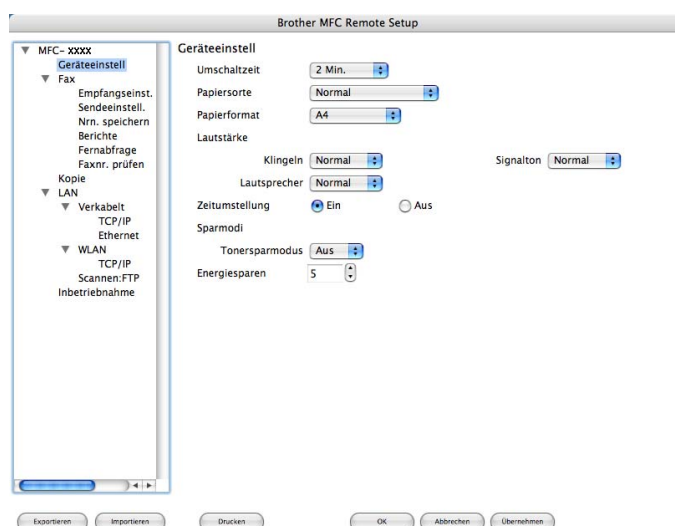 Brother MFC Remote Setup
MFC- XXXX
Geräteeinstell
Fax
Empfangseinst.
Sendeeinstell.
Nrn. speichern
Berichte
Fernabfrage
Faxnr. prüfen
Kopie
LAN
Verkabelt
TCP/IP
Ethernet
WLAN
TCP/IP
Scannen:FTP
Inbetriebnahme
Geräteeinstell
Umschaltzeit 2 Min.
Papiersorte Normal
Papierformat A4
Lautstärke
Klingeln Normal Signalton Normal
Lautsprecher Normal
Zeitumstellung Ein Aus
Sparmodi
Tonersparmodus Aus
Energiesparen 5
Exportieren Importieren Drucken OK Abbrechen Übernehmen